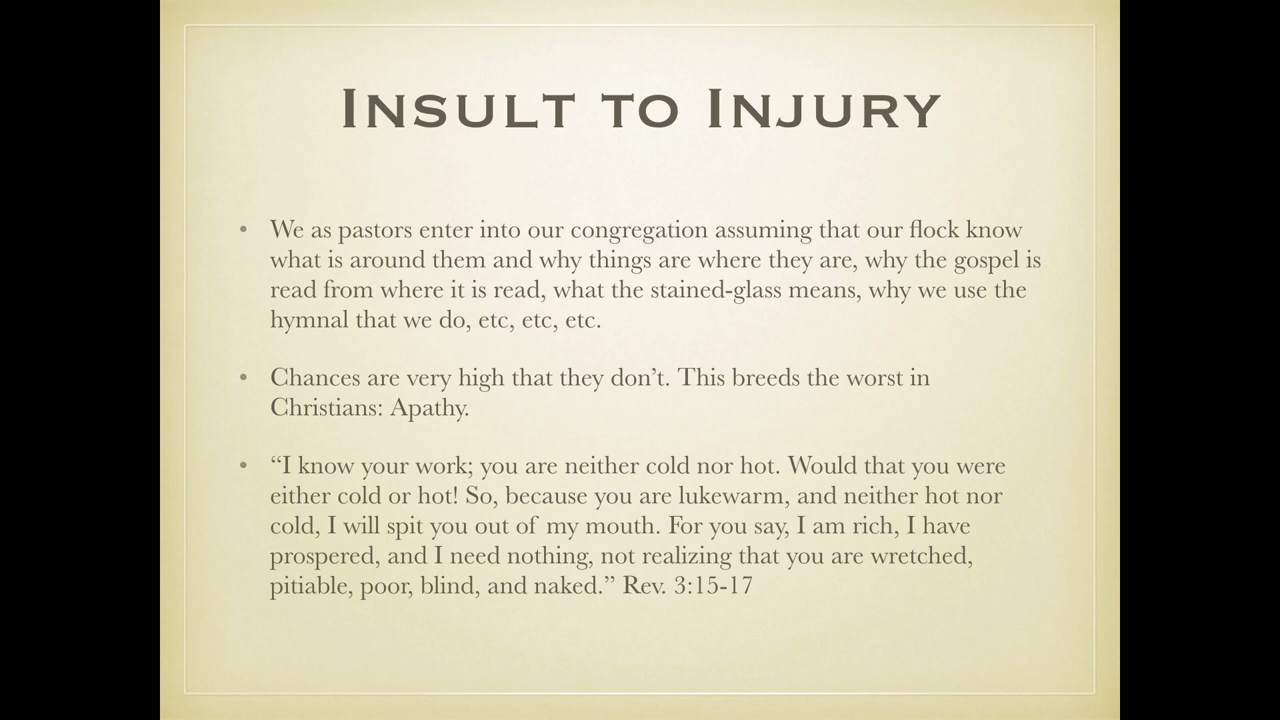 Insult to Injury
• We as pastors enter into our congregation assuming that our flock know
what is around them and why things are where they are, why the gospel is
read from where it is read, what the stained-glass means, why we use the
hymnal that we do, etc, etc, etc.
• Chances are very high that they don’t. This breeds the worst in
Christians: Apathy.
• “I know your work; you are neither cold nor hot. Would that you were
either cold or hot! So, because you are lukewarm, and neither hot nor
cold, I will spit you out of my mouth. For you say, I am rich, I have
prospered, and I need nothing, not realizing that you are wretched,
pitiable, poor, blind, and naked.” Rev. 3:15-17